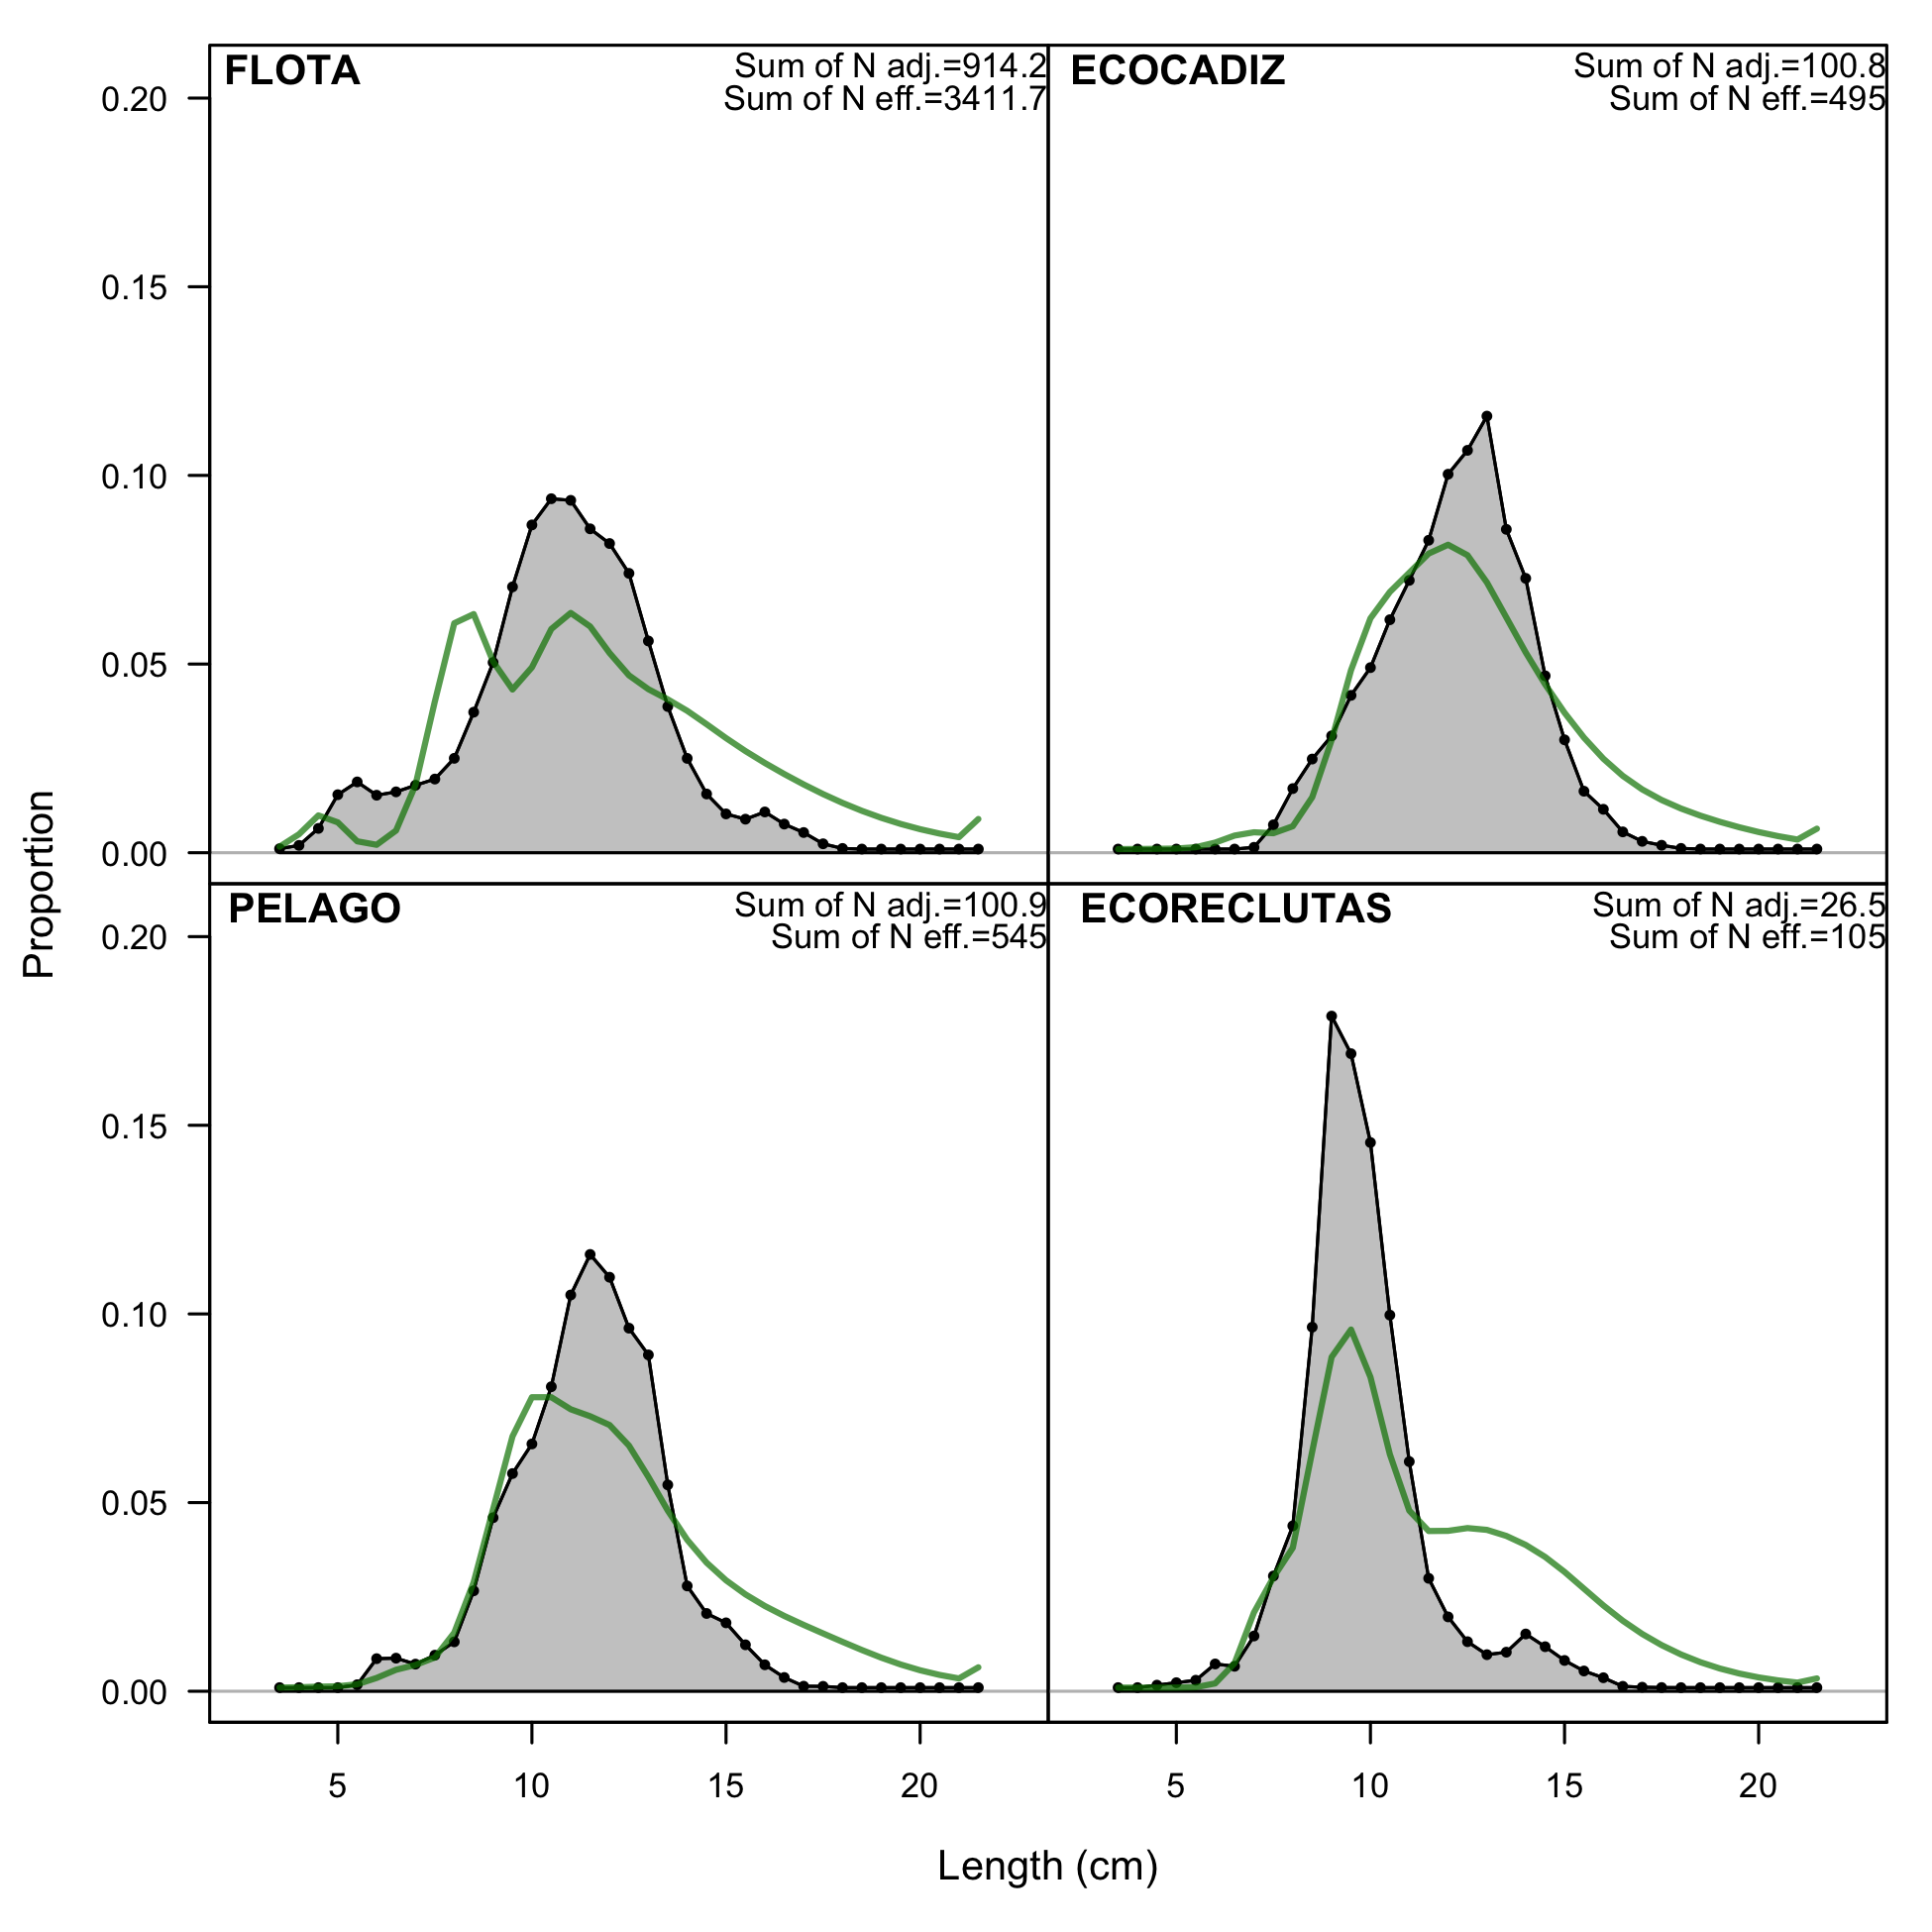 FLOTA
Sum of N adj.=914.2
Sum of N eff.=3411.7
ECOCADIZ
Sum of N adj.=100.8
Sum of N eff.=495
0.20
0.15
0.10
0.05
0.00
PELAGO
Sum of N adj.=100.9
Sum of N eff.=545
ECORECLUTAS
Sum of N adj.=26.5
Sum of N eff.=105
0.20
0.15
0.10
0.05
0.00
Proportion
5 10 15 20
5 10 15 20
Length (cm)